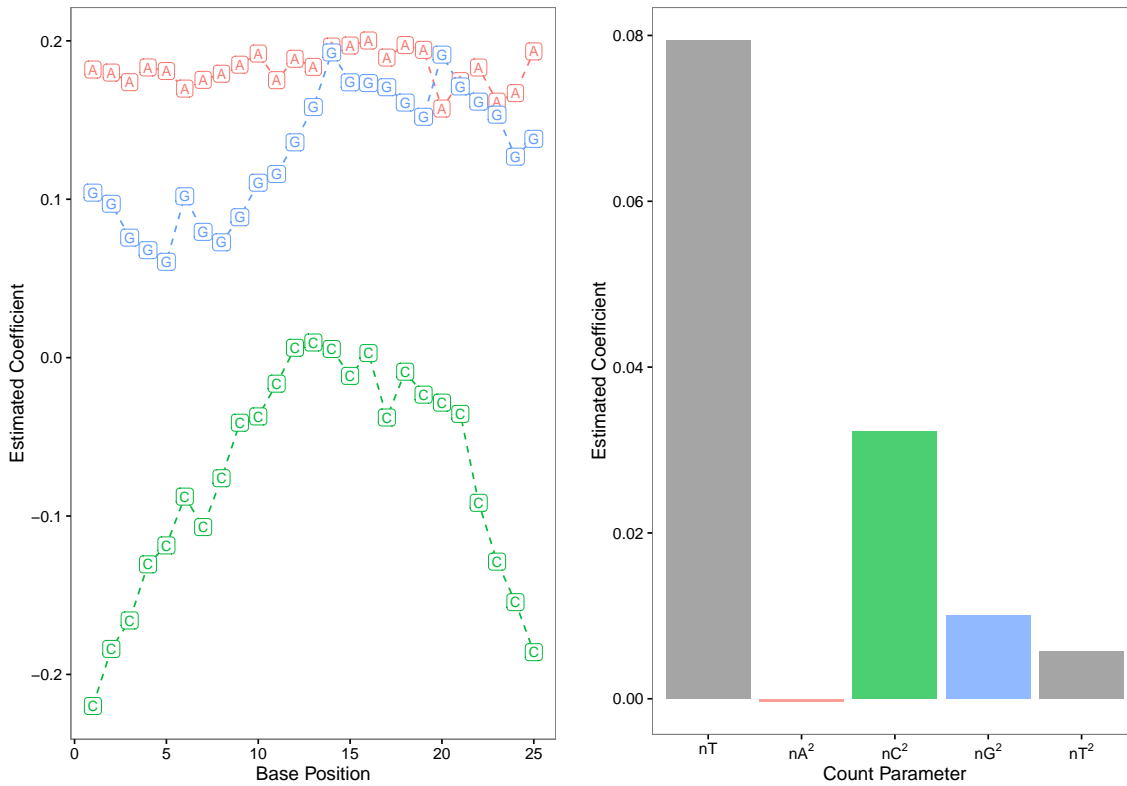 0.2
0.1
0.0
−0.1
−0.2
Estimated Coefficient
A A A A A A A A A A A A A A A A A A A A A A A A A
G G G G G G G G G G G G G G G G G G G G G G G G G
C C C C C C C C C C C C C C C C C C C C C C C C C
0 5 10 15 20 25
Base Position
0.08
0.06
0.04
0.02
0.00
Estimated Coefficient
nT nA² nC² nG² nT²
Count Parameter